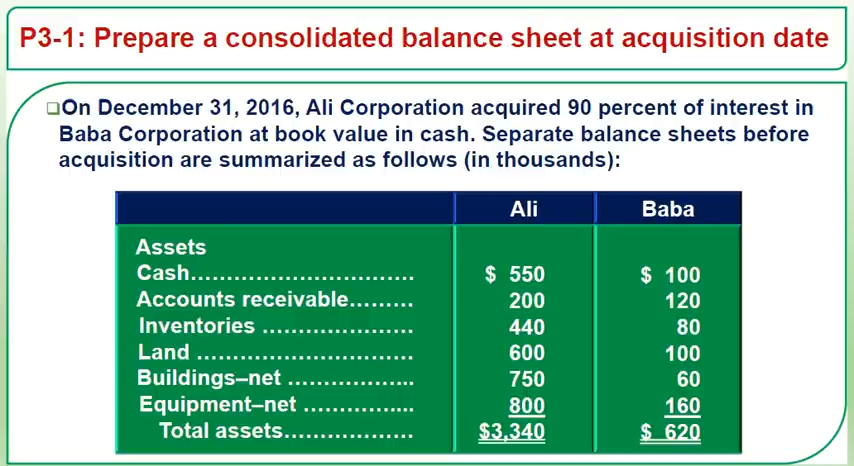 P3-1: Prepare a consolidated balance sheet at acquisition date
❑On December 31, 2016, Ali Corporation acquired 90 percent of interest in
Baba Corporation at book value in cash. Separate balance sheets before
acquisition are summarized as follows (in thousands):
Ali Baba
Assets
Cash............................... $ 550 $ 100
Accounts receivable......... 200 120
Inventories ..................... 440 80
Land .............................. 600 100
Buildings–net ................. 750 60
Equipment–net ............... 800 160
Total assets.................. $3,340 $ 620